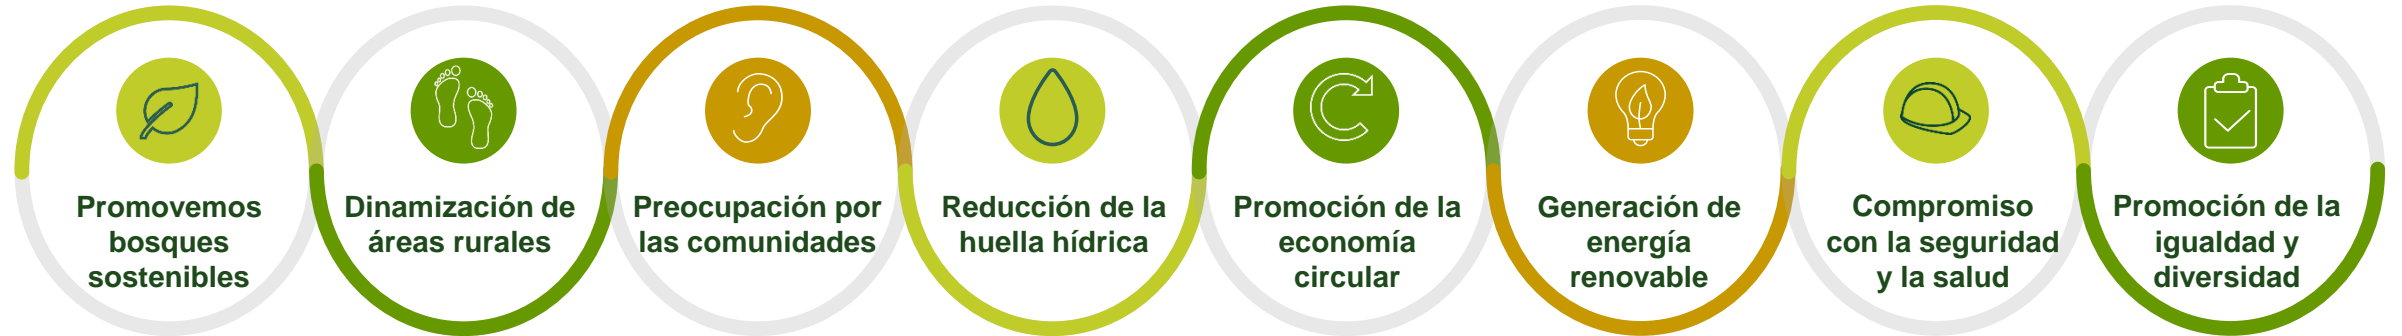 Promovemos
bosques
sostenibles
Dinamización de
áreas rurales
Preocupación por
las comunidades
Reducción de la
huella hídrica
Promoción de la
economía
circular
Generación de
energía
renovable
Compromiso
con la seguridad
y la salud
Promoción de la
igualdad y
diversidad